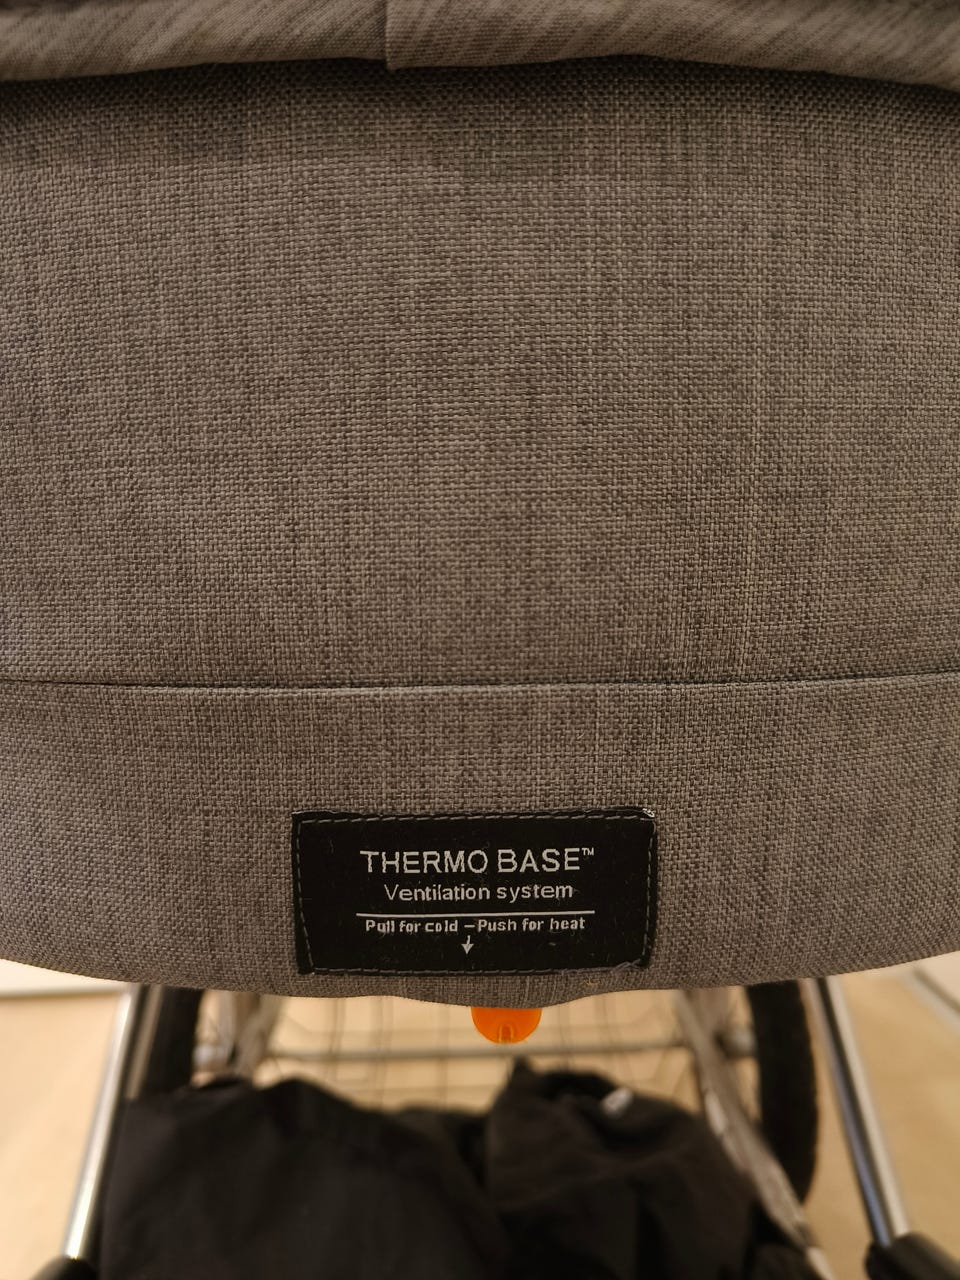 THERMO BASE™
Ventilation system
Pull for cold – Push for heat